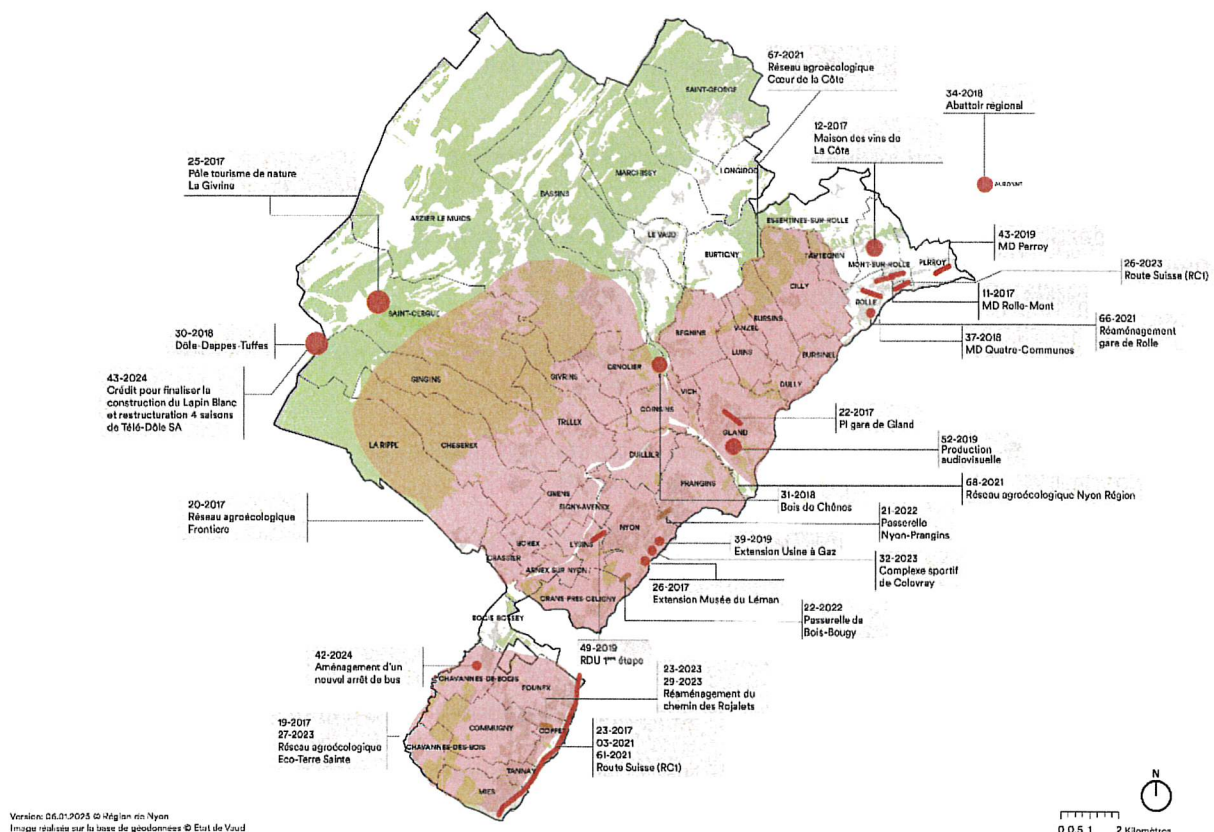 67-2021
Réseau agroécologique
Cœur de la Côte
34-2018
Abattoir régional
12-2017
Maison des vins de
La Côte
25-2017
Pôle tourisme de nature
La Givrine
43-2019
MD Perroy
26-2023
Route Suisse (RC1)
11-2017
MD Rolle-Mont
66-2021
Réaménagement
gare de Rolle
37-2018
MD Quatre-Communes
30-2018
Dôle-Dappes-Tuffes
43-2024
Crédit pour finaliser la
construction du Lapin Blanc
et restructuration 4 saisons
de Télé-Dôle SA
22-2017
PI gare de Gland
52-2019
Production
audiovisuelle
68-2021
Réseau agroécologique Nyon Région
20-2017
Réseau agroécologique
Frontière
31-2018
Bois de Chênes
21-2022
Passerelle
Nyon-Prangins
39-2019
Extension Usine à Gaz
32-2023
Complexe sportif
de Colovray
26-2017
Extension Musée du Léman
22-2022
Passerelle de
Bois-Bougy
49-2019
RDU 1ère étape
42-2024
Aménagement d'un
nouvel arrêt de bus
23-2023
29-2023
Réaménagement du
chemin des Rojalets
19-2017
27-2023
Réseau agroécologique
Eco-Terre Sainte
23-2017
03-2021
61-2021
Route Suisse (RC1)
SAINT-GEORGE
LONGIROD
MARCHISSY
BASSINS
ARZIER LE MUIDS
LE VAUD
BURTIGNY
ESSERTINES-SUR-ROLLE
TARTEGNIN
MONT-SUR-ROLLE
PERROY
ROLLE
AUBONNE
GILLY
BURSINS
VINZEL
BEGNINS
LUINS
BURSINEL
DULLY
SAINT-CERGUE
GINGINS
GIVRINS
GENOLIER
VICH
COINSINS
GLAND
LA RIPPE
CHESEREX
TRELEX
DUILLIER
PRANGINS
GRENS
SIGNY-AVENEX
NYON
EYSINS
BOREX
CRASSIER
ARNEX-SUR-NYON
CRANS-PRES-CELIGNY
BOGIS-BOSSEY
CHAVANNES-DE-BOGIS
FOUNEX
COMMUGNY
COPPET
CHAVANNES-DES-BOIS
TANNAY
MIES
N
0 0.5 1 2 Kilomètres
Version: 06.01.2025 © Région de Nyon
Image réalisée sur la base de géodonnées © Etat de Vaud